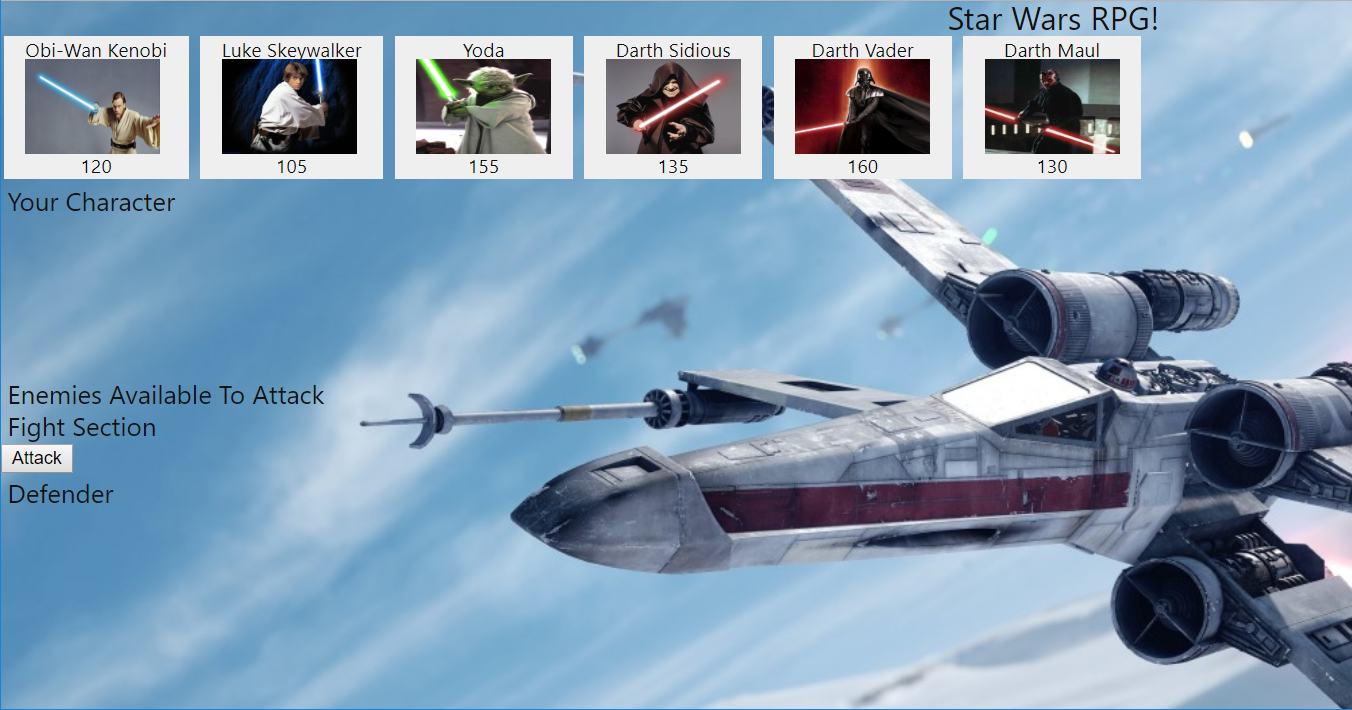 Star Wars RPG!
Obi-Wan Kenobi
120
Luke Skeywalker
105
Yoda
155
Darth Sidious
135
Darth Vader
160
Darth Maul
130
Your Character
Enemies Available To Attack
Fight Section
Attack
Defender